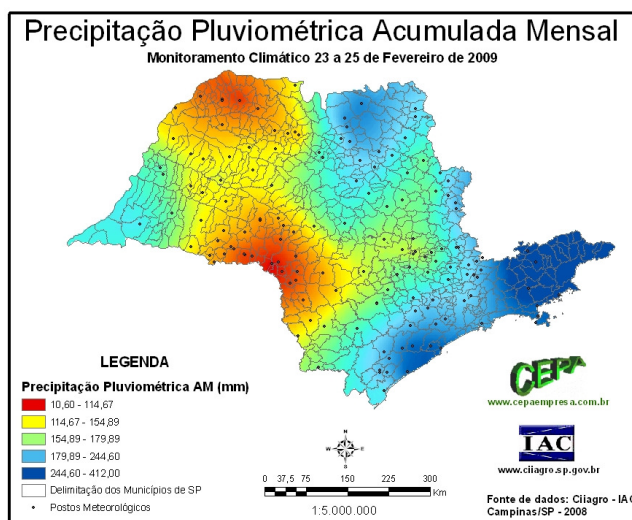 Precipitação Pluviométrica Acumulada Mensal
Monitoramento Climático 23 a 25 de Fevereiro de 2009
LEGENDA
Precipitação Pluviométrica AM (mm)
10,60 - 114,67
114,67 - 154,89
154,89 - 179,89
179,89 - 244,60
244,60 - 412,00
Delimitação dos Municípios de SP
Postos Meteorológicos
N
W E
S
0 37,5 75 150 225 300
Km
1:5.000.000
CEPA
www.cepaempresa.com.br
IAC
www.ciiagro.sp.gov.br
Fonte de dados: Ciiagro - IAC
Campinas/SP - 2008